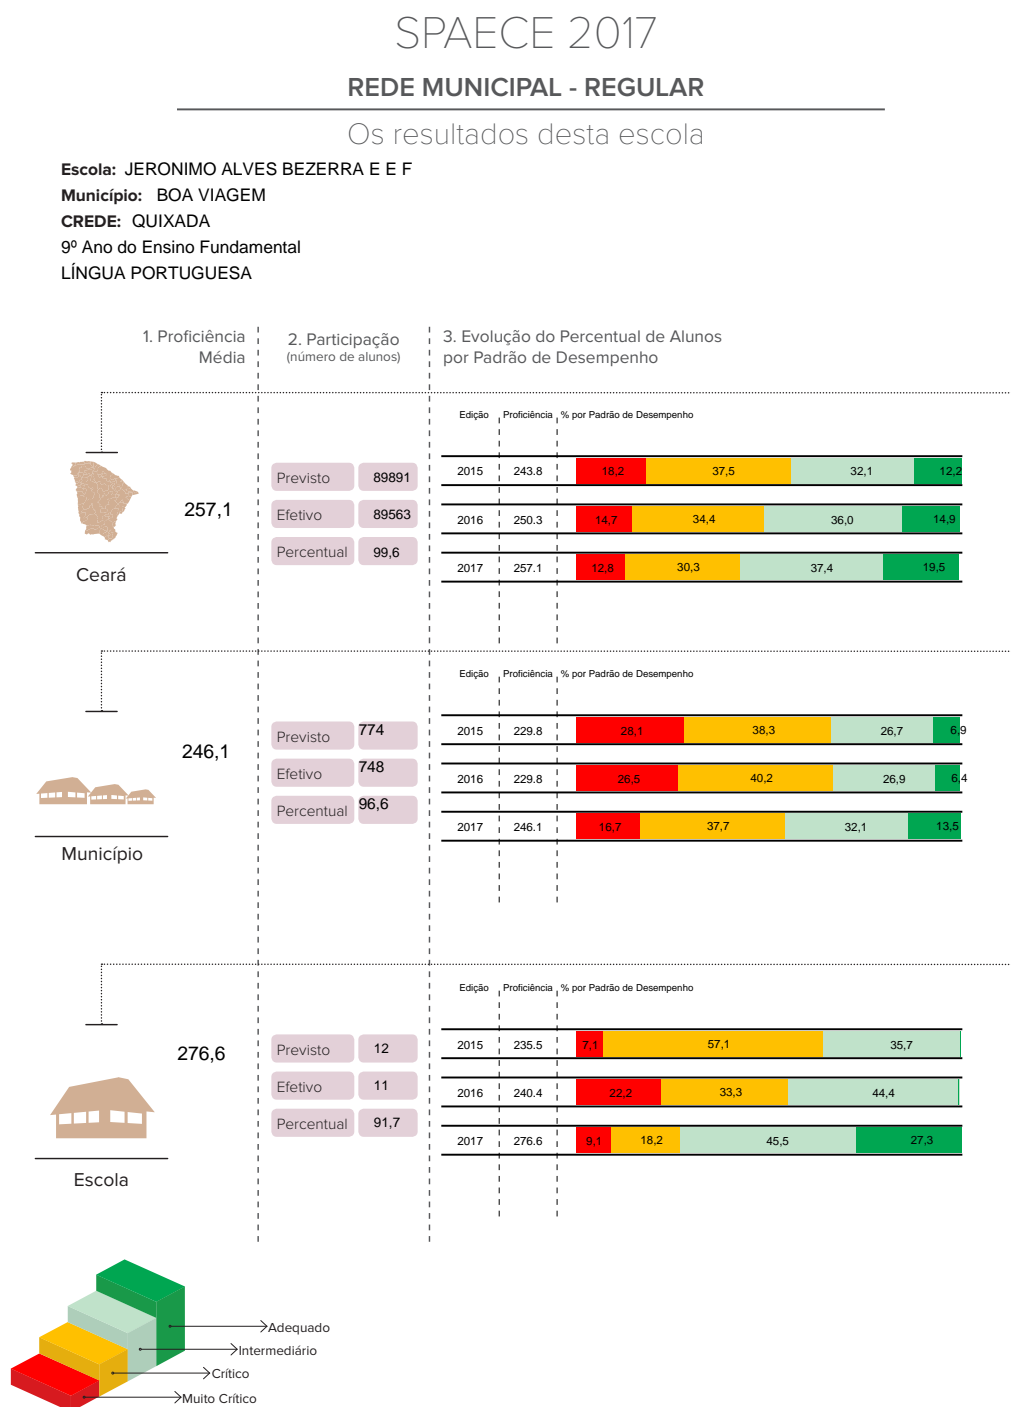 SPAECE 2017
REDE MUNICIPAL - REGULAR
Os resultados desta escola
Escola: JERONIMO ALVES BEZERRA E E F
Município: BOA VIAGEM
CREDE: QUIXADA
9º Ano do Ensino Fundamental
LÍNGUA PORTUGUESA
1. Proficiência
Média
2. Participação
(número de alunos)
3. Evolução do Percentual de Alunos
por Padrão de Desempenho
Edição Proficiência % por Padrão de Desempenho
257,1
Ceará
Previsto 89891
Efetivo 89563
Percentual 99,6
2015 243.8 18,2 37,5 32,1 12,2
2016 250.3 14,7 34,4 36,0 14,9
2017 257.1 12,8 30,3 37,4 19,5
Edição Proficiência % por Padrão de Desempenho
246,1
Município
Previsto 774
Efetivo 748
Percentual 96,6
2015 229.8 28,1 38,3 26,7 6,9
2016 229.8 26,5 40,2 26,9 6,4
2017 246.1 16,7 37,7 32,1 13,5
Edição Proficiência % por Padrão de Desempenho
276,6
Escola
Previsto 12
Efetivo 11
Percentual 91,7
2015 235.5 7,1 57,1 35,7
2016 240.4 22,2 33,3 44,4
2017 276.6 9,1 18,2 45,5 27,3
Adequado
Intermediário
Crítico
Muito Crítico